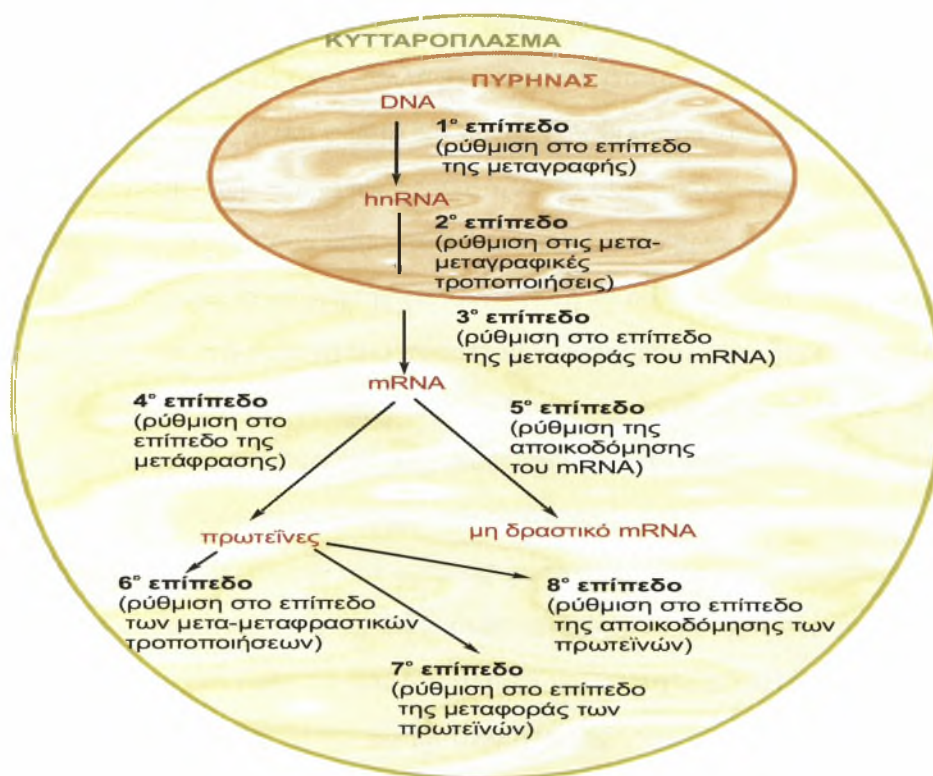 ΚΥΤΤΑΡΟΠΛΑΣΜΑ
ΠΥΡΗΝΑΣ
DNA
1° επίπεδο
(ρύθμιση στο επίπεδο
της μεταγραφής)
hnRNA
2° επίπεδο
(ρύθμιση στις μετα-
μεταγραφικές
τροποποιήσεις)
3° επίπεδο
(ρύθμιση στο επίπεδο
της μεταφοράς του mRNA)
mRNA
4° επίπεδο
(ρύθμιση στο
επίπεδο της
μετάφρασης)
5° επίπεδο
(ρύθμιση της
αποικοδόμησης
του mRNA)
πρωτεΐνες
μη δραστικό mRNA
6° επίπεδο
(ρύθμιση στο επίπεδο
των μετα-μεταφραστικών
τροποποιήσεων)
8° επίπεδο
(ρύθμιση στο επίπεδο
της αποικοδόμησης των
πρωτεϊνών)
7° επίπεδο
(ρύθμιση στο επίπεδο
της μεταφοράς των
πρωτεϊνών)